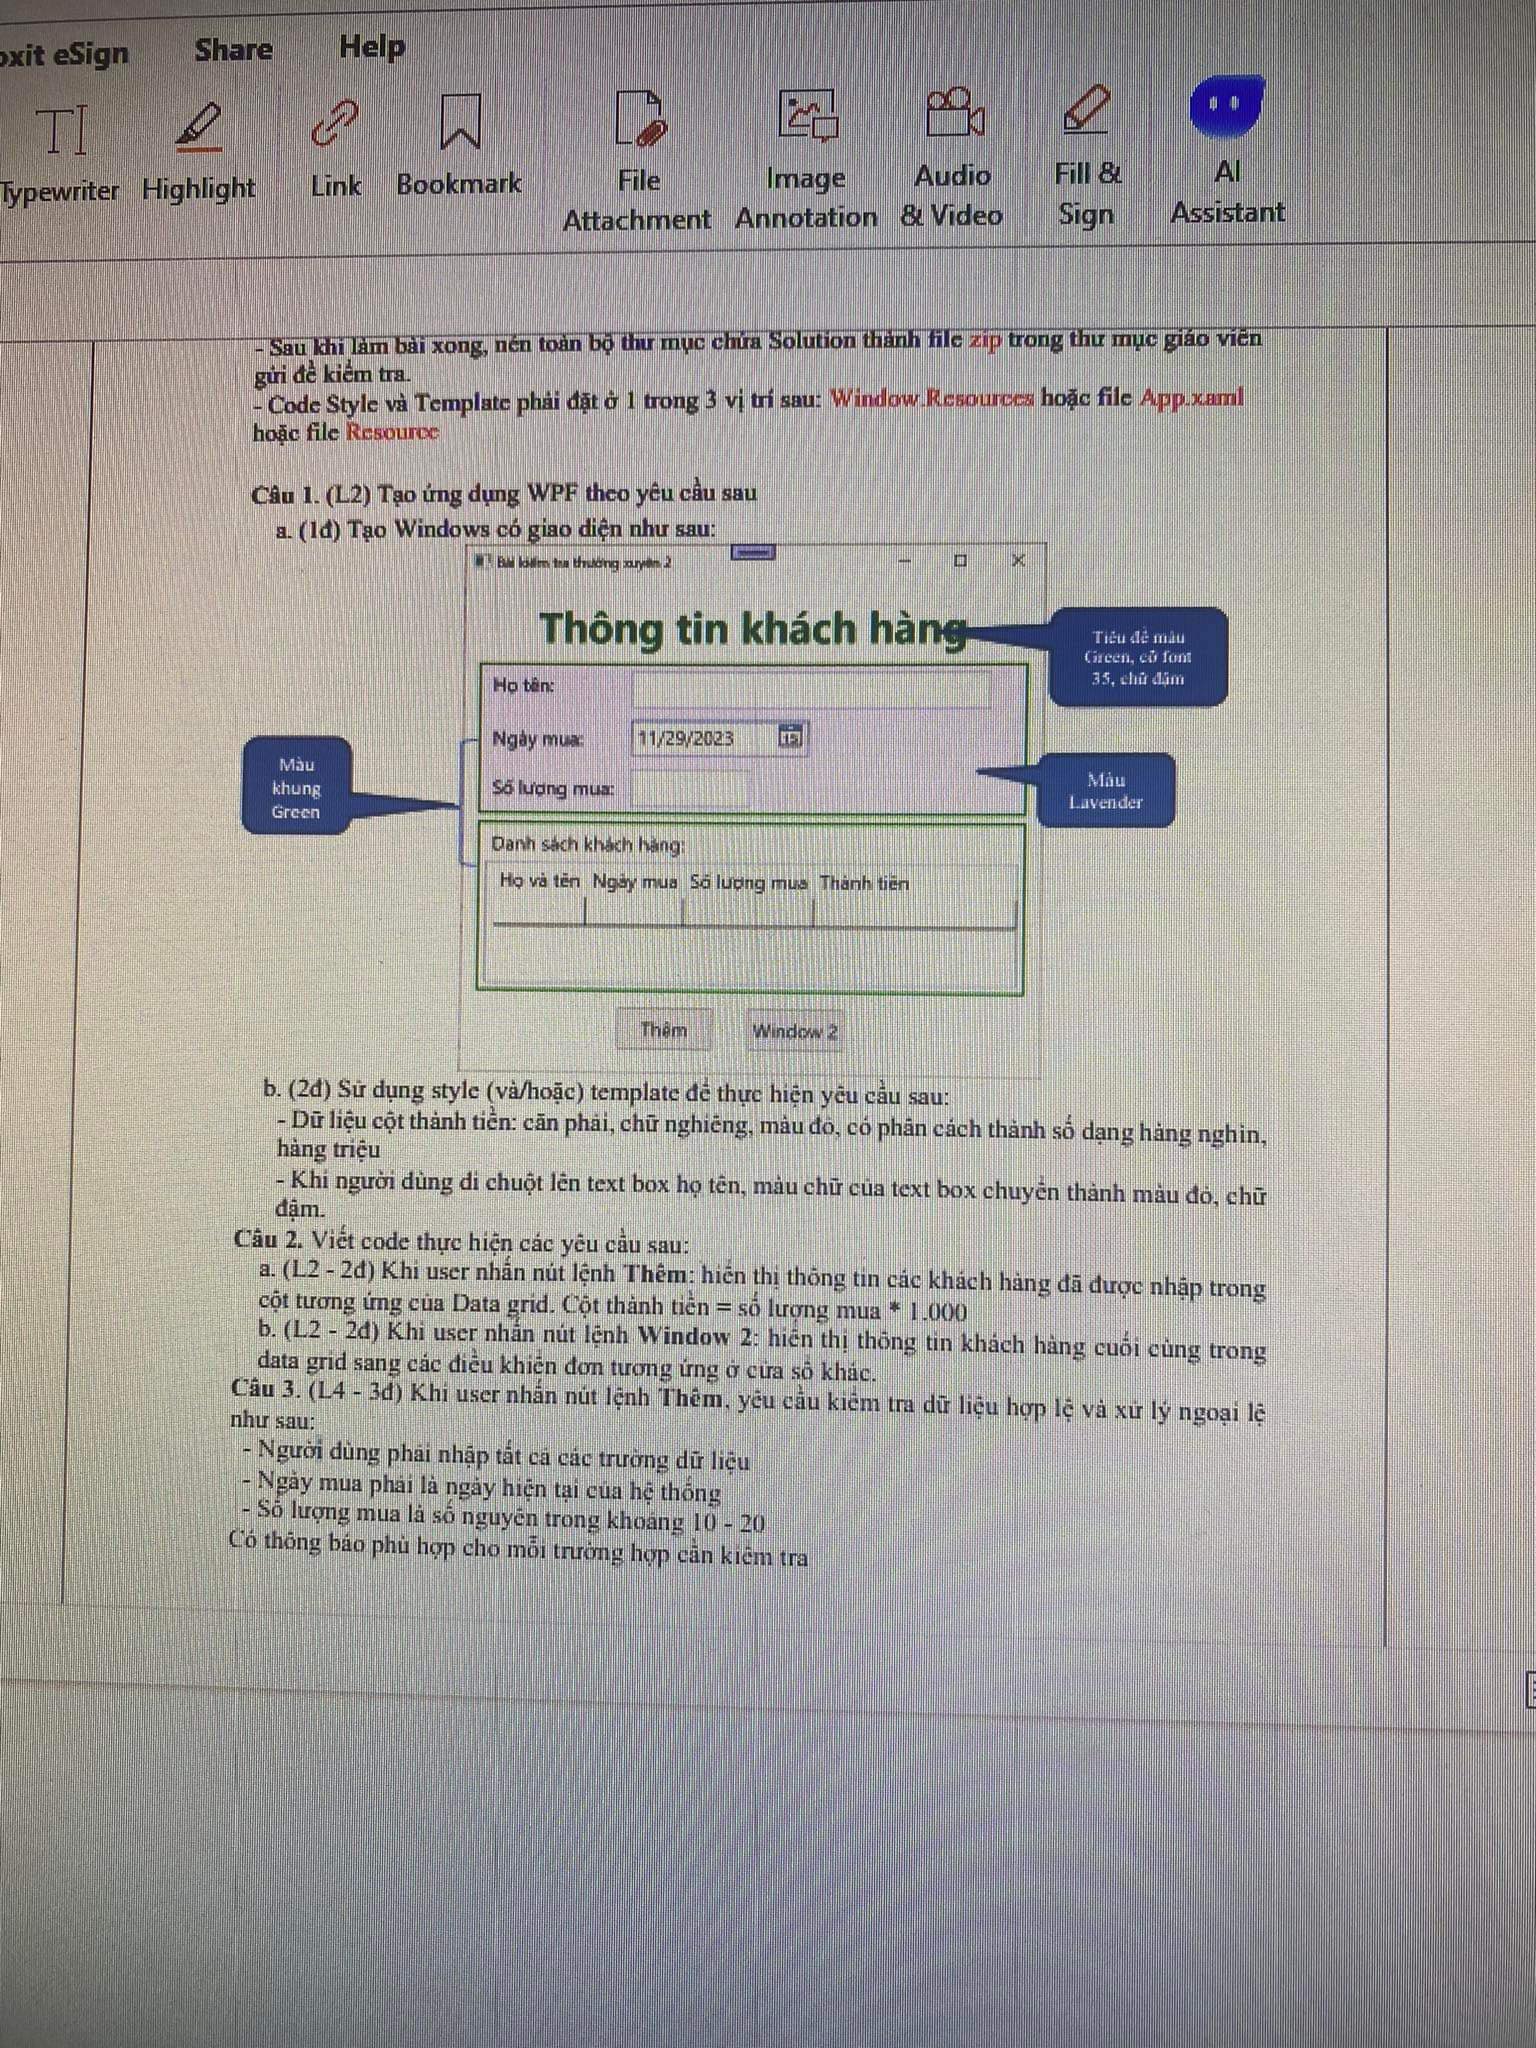 oxit eSign Share Help
Typewriter Highlight Link Bookmark File Attachment Image Annotation Audio & Video Fill & Sign AI Assistant
- Sau khi làm bài xong, nén toàn bộ thư mục chứa Solution thành file zip trong thư mục giáo viên
gửi đề kiểm tra.
- Code Style và Template phải đặt ở 1 trong 3 vị trí sau: Window.Resources hoặc file App.xaml
hoặc file Resource
Câu 1. (L2) Tạo ứng dụng WPF theo yêu cầu sau
a. (1đ) Tạo Windows có giao diện như sau:
Bài kiểm tra thường xuyên 2
Thông tin khách hàng
Tiêu đề màu
Green, cỡ font
35, chữ đậm
Họ tên:
Ngày mua: 11/29/2023 15
Số lượng mua:
Màu
khung
Green
Màu
Lavender
Danh sách khách hàng:
Họ và tên Ngày mua Số lượng mua Thành tiền
Thêm Window 2
b. (2đ) Sử dụng style (và/hoặc) template để thực hiện yêu cầu sau:
- Dữ liệu cột thành tiền: căn phải, chữ nghiêng, màu đỏ, có phân cách thành số dạng hàng nghìn,
hàng triệu
- Khi người dùng di chuột lên text box họ tên, màu chữ của text box chuyển thành màu đỏ, chữ
đậm.
Câu 2. Viết code thực hiện các yêu cầu sau:
a. (L2 - 2đ) Khi user nhấn nút lệnh Thêm: hiển thị thông tin các khách hàng đã được nhập trong
cột tương ứng của Data grid. Cột thành tiền = số lượng mua * 1.000
b. (L2 - 2đ) Khi user nhấn nút lệnh Window 2: hiển thị thông tin khách hàng cuối cùng trong
data grid sang các điều khiển đơn tương ứng ở cửa sổ khác.
Câu 3. (L4 - 3đ) Khi user nhấn nút lệnh Thêm, yêu cầu kiểm tra dữ liệu hợp lệ và xử lý ngoại lệ
như sau:
- Người dùng phải nhập tất cả các trường dữ liệu
- Ngày mua phải là ngày hiện tại của hệ thống
- Số lượng mua là số nguyên trong khoảng 10 - 20
Có thông báo phù hợp cho mỗi trường hợp cần kiểm tra